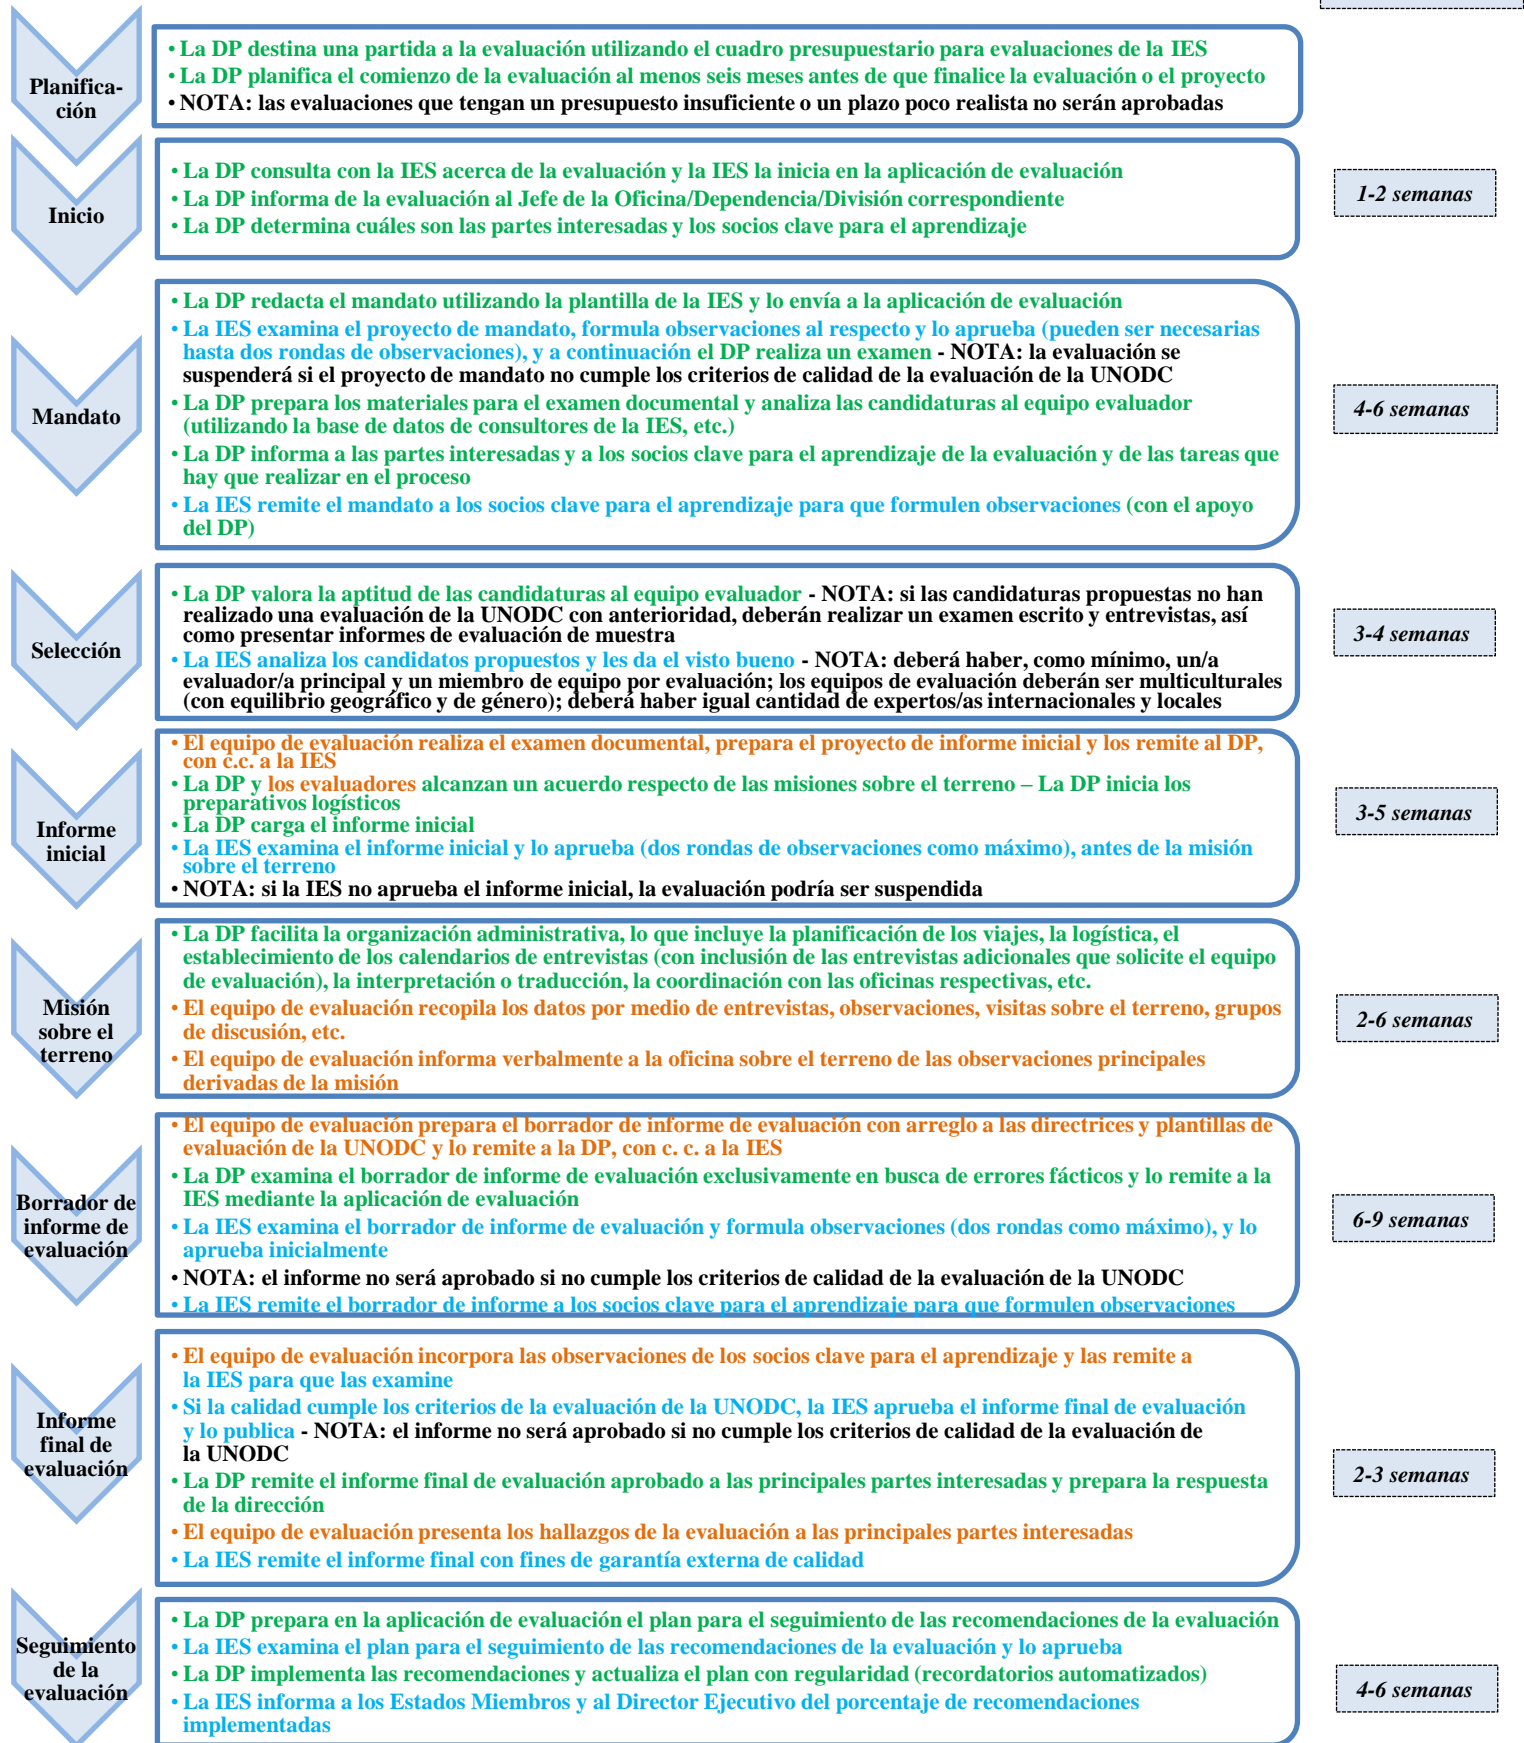 Planifica-
ción
• La DP destina una partida a la evaluación utilizando el cuadro presupuestario para evaluaciones de la IES
• La DP planifica el comienzo de la evaluación al menos seis meses antes de que finalice la evaluación o el proyecto
• NOTA: las evaluaciones que tengan un presupuesto insuficiente o un plazo poco realista no serán aprobadas
Inicio
• La DP consulta con la IES acerca de la evaluación y la IES la inicia en la aplicación de evaluación
• La DP informa de la evaluación al Jefe de la Oficina/Dependencia/División correspondiente
• La DP determina cuáles son las partes interesadas y los socios clave para el aprendizaje
1-2 semanas
Mandato
• La DP redacta el mandato utilizando la plantilla de la IES y lo envía a la aplicación de evaluación
• La IES examina el proyecto de mandato, formula observaciones al respecto y lo aprueba (pueden ser necesarias
hasta dos rondas de observaciones), y a continuación el DP realiza un examen - NOTA: la evaluación se
suspenderá si el proyecto de mandato no cumple los criterios de calidad de la evaluación de la UNODC
• La DP prepara los materiales para el examen documental y analiza las candidaturas al equipo evaluador
(utilizando la base de datos de consultores de la IES, etc.)
• La DP informa a las partes interesadas y a los socios clave para el aprendizaje de la evaluación y de las tareas que
hay que realizar en el proceso
• La IES remite el mandato a los socios clave para el aprendizaje para que formulen observaciones (con el apoyo
del DP)
4-6 semanas
Selección
• La DP valora la aptitud de las candidaturas al equipo evaluador - NOTA: si las candidaturas propuestas no han
realizado una evaluación de la UNODC con anterioridad, deberán realizar un examen escrito y entrevistas, así
como presentar informes de evaluación de muestra
• La IES analiza los candidatos propuestos y les da el visto bueno - NOTA: deberá haber, como mínimo, un/a
evaluador/a principal y un miembro de equipo por evaluación; los equipos de evaluación deberán ser multiculturales
(con equilibrio geográfico y de género); deberá haber igual cantidad de expertos/as internacionales y locales
3-4 semanas
Informe
inicial
• El equipo de evaluación realiza el examen documental, prepara el proyecto de informe inicial y los remite al DP,
con c.c. a la IES
• La DP y los evaluadores alcanzan un acuerdo respecto de las misiones sobre el terreno – La DP inicia los
preparativos logísticos
• La DP carga el informe inicial
• La IES examina el informe inicial y lo aprueba (dos rondas de observaciones como máximo), antes de la misión
sobre el terreno
• NOTA: si la IES no aprueba el informe inicial, la evaluación podría ser suspendida
3-5 semanas
Misión
sobre el
terreno
• La DP facilita la organización administrativa, lo que incluye la planificación de los viajes, la logística, el
establecimiento de los calendarios de entrevistas (con inclusión de las entrevistas adicionales que solicite el equipo
de evaluación), la interpretación o traducción, la coordinación con las oficinas respectivas, etc.
• El equipo de evaluación recopila los datos por medio de entrevistas, observaciones, visitas sobre el terreno, grupos
de discusión, etc.
• El equipo de evaluación informa verbalmente a la oficina sobre el terreno de las observaciones principales
derivadas de la misión
2-6 semanas
Borrador de
informe de
evaluación
• El equipo de evaluación prepara el borrador de informe de evaluación con arreglo a las directrices y plantillas de
evaluación de la UNODC y lo remite a la DP, con c. c. a la IES
• La DP examina el borrador de informe de evaluación exclusivamente en busca de errores fácticos y lo remite a la
IES mediante la aplicación de evaluación
• La IES examina el borrador de informe de evaluación y formula observaciones (dos rondas como máximo), y lo
aprueba inicialmente
• NOTA: el informe no será aprobado si no cumple los criterios de calidad de la evaluación de la UNODC
• La IES remite el borrador de informe a los socios clave para el aprendizaje para que formulen observaciones
6-9 semanas
Informe
final de
evaluación
• El equipo de evaluación incorpora las observaciones de los socios clave para el aprendizaje y las remite a
la IES para que las examine
• Si la calidad cumple los criterios de la evaluación de la UNODC, la IES aprueba el informe final de evaluación
y lo publica - NOTA: el informe no será aprobado si no cumple los criterios de calidad de la evaluación de
la UNODC
• La DP remite el informe final de evaluación aprobado a las principales partes interesadas y prepara la respuesta
de la dirección
• El equipo de evaluación presenta los hallazgos de la evaluación a las principales partes interesadas
• La IES remite el informe final con fines de garantía externa de calidad
2-3 semanas
Seguimiento
de la
evaluación
• La DP prepara en la aplicación de evaluación el plan para el seguimiento de las recomendaciones de la evaluación
• La IES examina el plan para el seguimiento de las recomendaciones de la evaluación y lo aprueba
• La DP implementa las recomendaciones y actualiza el plan con regularidad (recordatorios automatizados)
• La IES informa a los Estados Miembros y al Director Ejecutivo del porcentaje de recomendaciones
implementadas
4-6 semanas